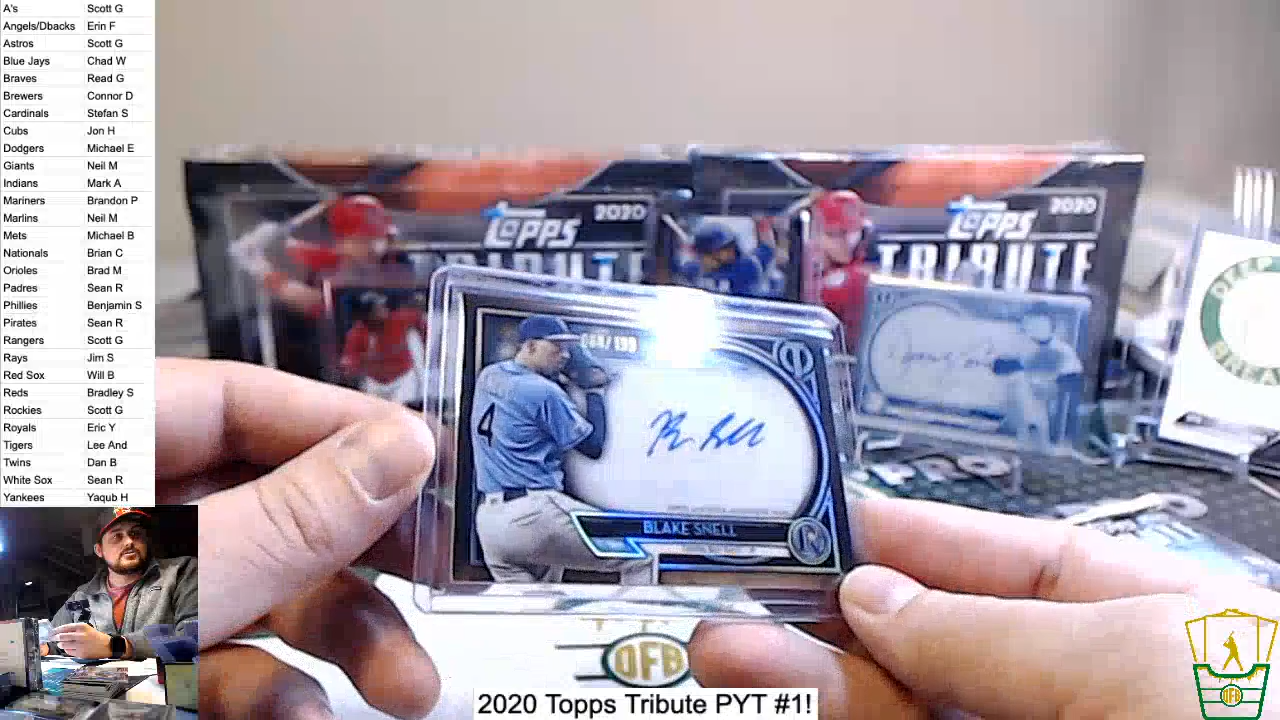 A's Scott G
Angels/Dbacks Erin F
Astros Scott G
Blue Jays Chad W
Braves Read G
Brewers Connor D
Cardinals Stefan S
Cubs Jon H
Dodgers Michael E
Giants Neil M
Indians Mark A
Mariners Brandon P
Marlins Neil M
Mets Michael B
Nationals Brian C
Orioles Brad M
Padres Sean R
Phillies Benjamin S
Pirates Sean R
Rangers Scott G
Rays Jim S
Red Sox Will B
Reds Bradley S
Rockies Scott G
Royals Eric Y
Tigers Lee And
Twins Dan B
White Sox Sean R
Yankees Yaqub H
Topps 2020
TRIBUTE
Topps 2020
TRIBUTE
DEEP
4
BLAKE SNELL
R
DFB
2020 Topps Tribute PYT #1!